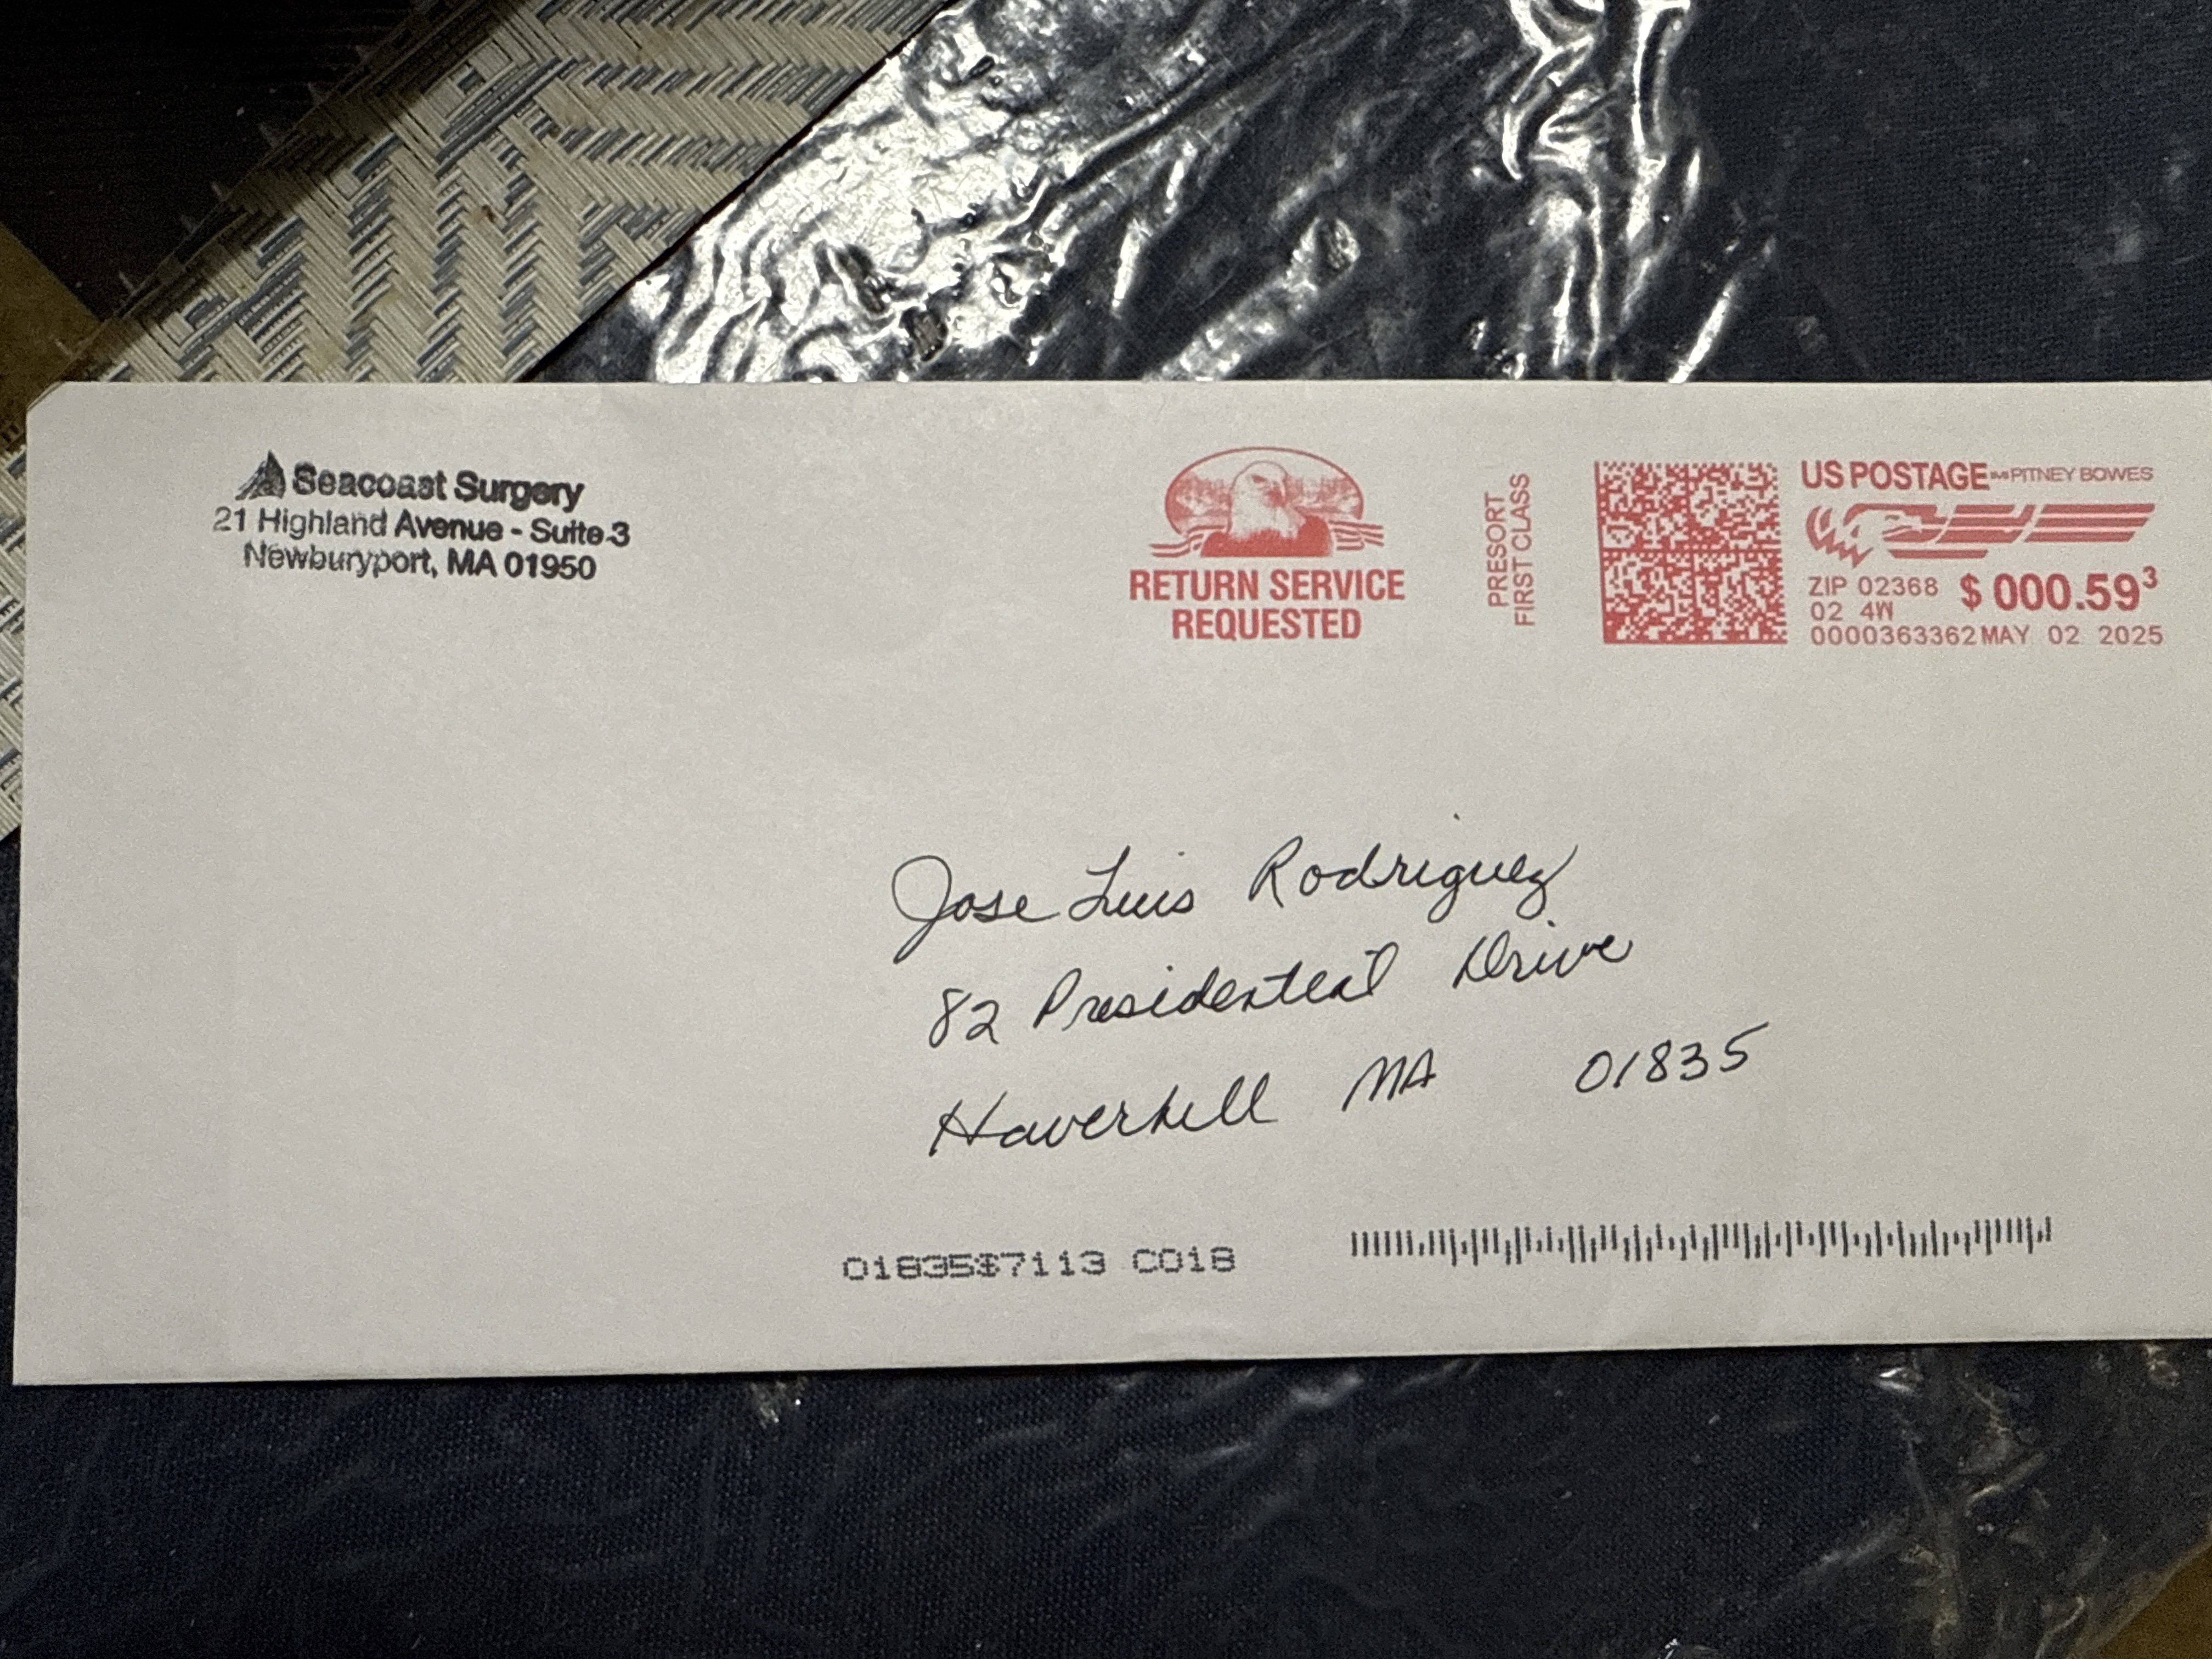 Seacoast Surgery
21 Highland Avenue - Suite 3
Newburyport, MA 01950
RETURN SERVICE
REQUESTED
PRESORT
FIRST CLASS
US POSTAGE PITNEY BOWES
ZIP 02368 $ 000.59³
02 4W
0000363362 MAY 02 2025
Jose Luis Rodriguez
82 Presidential Drive
Haverhill MA 01835
01835$7113 C018